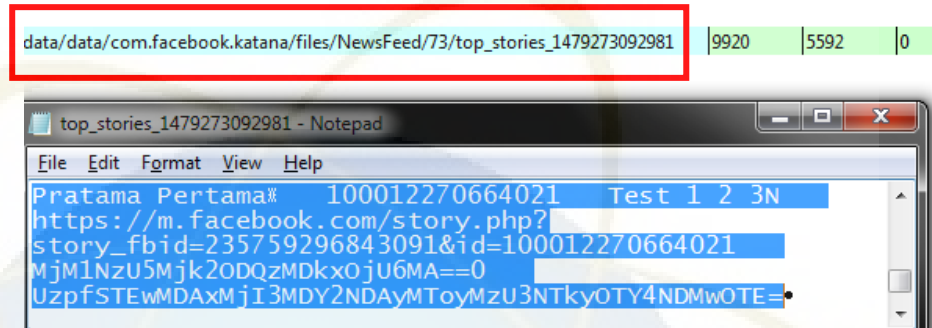 data/data/com.facebook.katana/files/NewsFeed/73/top_stories_1479273092981 9920 5592 0
top_stories_1479273092981 - Notepad
File Edit Format View Help
Pratama Pertama※ 100012270664021 Test 1 2 3N
https://m.facebook.com/story.php?
story_fbid=235759296843091&id=100012270664021
MjM1NzU5Mjk2ODQzMDkxOjU6MA==0
UzpfSTEwMDAxMjI3MDY2NDAyMToyMzU3NTkyOTY4NDMwOTE=•